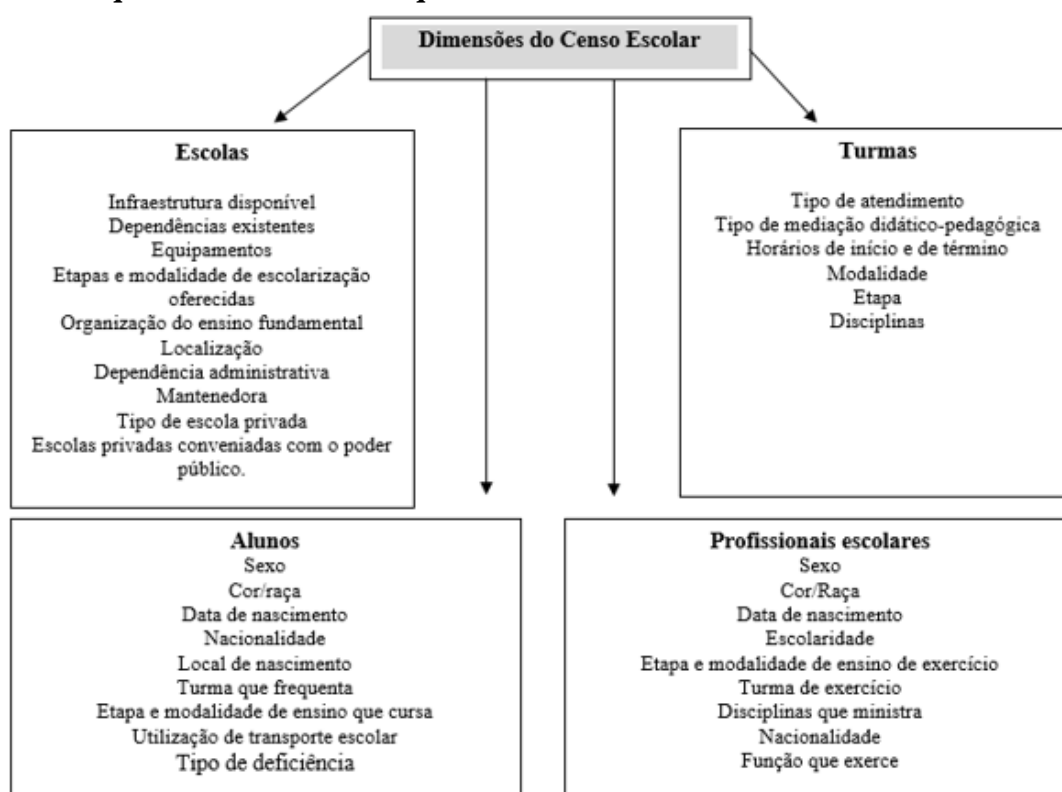 Dimensões do Censo Escolar
Escolas
Infraestrutura disponível
Dependências existentes
Equipamentos
Etapas e modalidade de escolarização
oferecidas
Organização do ensino fundamental
Localização
Dependência administrativa
Mantenedora
Tipo de escola privada
Escolas privadas conveniadas com o poder
público.
Turmas
Tipo de atendimento
Tipo de mediação didático-pedagógica
Horários de início e de término
Modalidade
Etapa
Disciplinas
Alunos
Sexo
Cor/raça
Data de nascimento
Nacionalidade
Local de nascimento
Turma que frequenta
Etapa e modalidade de ensino que cursa
Utilização de transporte escolar
Tipo de deficiência
Profissionais escolares
Sexo
Cor/Raça
Data de nascimento
Escolaridade
Etapa e modalidade de ensino de exercício
Turma de exercício
Disciplinas que ministra
Nacionalidade
Função que exerce